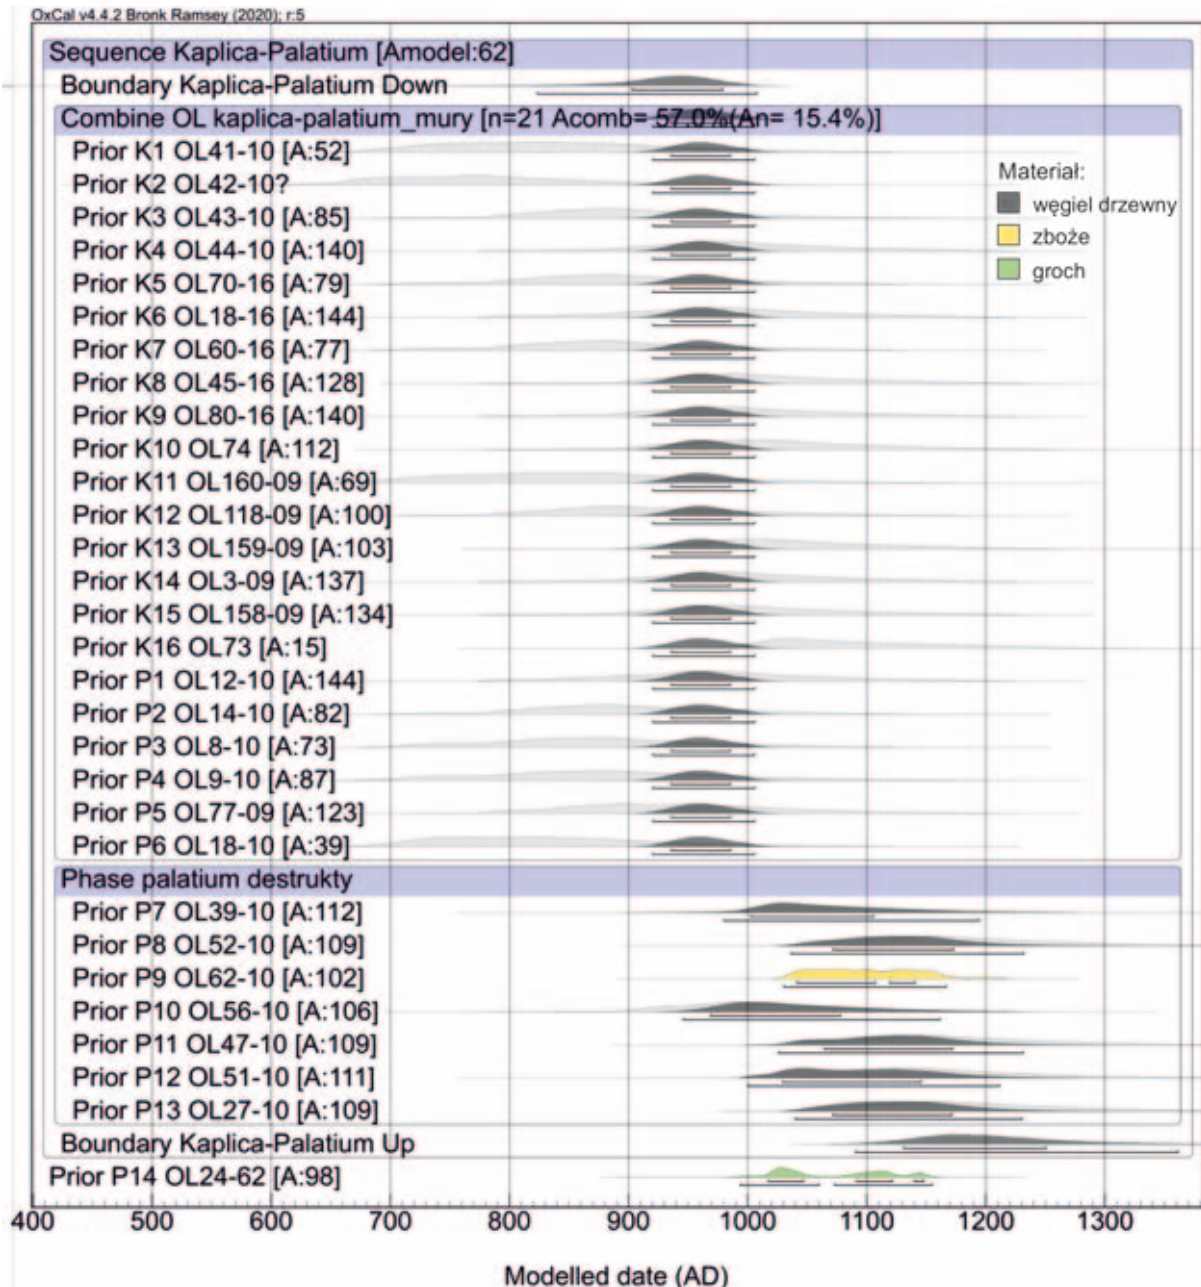 OxCal v4.4.2 Bronk Ramsey (2020); r:5
Sequence Kaplica-Palatium [Amodel:62]
Boundary Kaplica-Palatium Down
Combine OL kaplica-palatium_mury [n=21 Acomb= 57.0%(An= 15.4%)]
Prior K1 OL41-10 [A:52]
Prior K2 OL42-10?
Prior K3 OL43-10 [A:85]
Prior K4 OL44-10 [A:140]
Prior K5 OL70-16 [A:79]
Prior K6 OL18-16 [A:144]
Prior K7 OL60-16 [A:77]
Prior K8 OL45-16 [A:128]
Prior K9 OL80-16 [A:140]
Prior K10 OL74 [A:112]
Prior K11 OL160-09 [A:69]
Prior K12 OL118-09 [A:100]
Prior K13 OL159-09 [A:103]
Prior K14 OL3-09 [A:137]
Prior K15 OL158-09 [A:134]
Prior K16 OL73 [A:15]
Prior P1 OL12-10 [A:144]
Prior P2 OL14-10 [A:82]
Prior P3 OL8-10 [A:73]
Prior P4 OL9-10 [A:87]
Prior P5 OL77-09 [A:123]
Prior P6 OL18-10 [A:39]
Materiał:
węgiel drzewny
zboże
groch
Phase palatium destrukty
Prior P7 OL39-10 [A:112]
Prior P8 OL52-10 [A:109]
Prior P9 OL62-10 [A:102]
Prior P10 OL56-10 [A:106]
Prior P11 OL47-10 [A:109]
Prior P12 OL51-10 [A:111]
Prior P13 OL27-10 [A:109]
Boundary Kaplica-Palatium Up
Prior P14 OL24-62 [A:98]
400 500 600 700 800 900 1000 1100 1200 1300
Modelled date (AD)